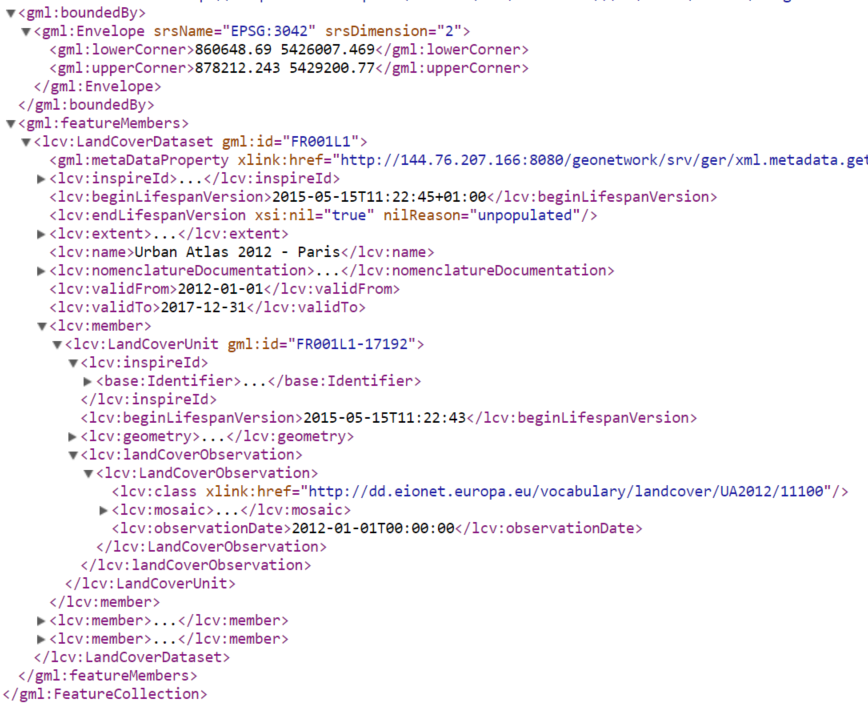 <gml:boundedBy>
<gml:Envelope srsName="EPSG:3042" srsDimension="2">
<gml:lowerCorner>860648.69 5426007.469</gml:lowerCorner>
<gml:upperCorner>878212.243 5429200.77</gml:upperCorner>
</gml:Envelope>
</gml:boundedBy>
<gml:featureMembers>
<lcv:LandCoverDataset gml:id="FR001L1">
<gml:metaDataProperty xlink:href="http://144.76.207.166:8080/geonetwork/srv/ger/xml.metadata.get
<lcv:inspireId>...</lcv:inspireId>
<lcv:beginLifespanVersion>2015-05-15T11:22:45+01:00</lcv:beginLifespanVersion>
<lcv:endLifespanVersion xsi:nil="true" nilReason="unpopulated"/>
<lcv:extent>...</lcv:extent>
<lcv:name>Urban Atlas 2012 - Paris</lcv:name>
<lcv:nomenclatureDocumentation>...</lcv:nomenclatureDocumentation>
<lcv:validFrom>2012-01-01</lcv:validFrom>
<lcv:validTo>2017-12-31</lcv:validTo>
<lcv:member>
<lcv:LandCoverUnit gml:id="FR001L1-17192">
<lcv:inspireId>
<base:Identifier>...</base:Identifier>
</lcv:inspireId>
<lcv:beginLifespanVersion>2015-05-15T11:22:43</lcv:beginLifespanVersion>
<lcv:geometry>...</lcv:geometry>
<lcv:landCoverObservation>
<lcv:LandCoverObservation>
<lcv:class xlink:href="http://dd.eionet.europa.eu/vocabulary/landcover/UA2012/11100"/>
<lcv:mosaic>...</lcv:mosaic>
<lcv:observationDate>2012-01-01T00:00:00</lcv:observationDate>
</lcv:LandCoverObservation>
</lcv:landCoverObservation>
</lcv:LandCoverUnit>
</lcv:member>
<lcv:member>...</lcv:member>
<lcv:member>...</lcv:member>
</lcv:LandCoverDataset>
</gml:featureMembers>
</gml:FeatureCollection>